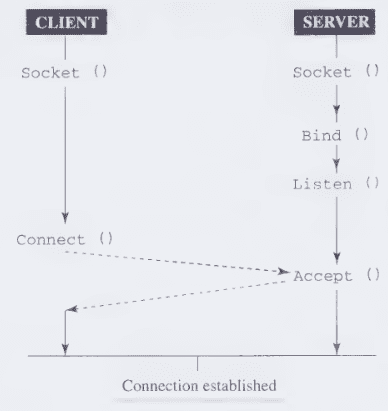 CLIENT
SERVER
Socket ()
Socket ()
Bind ()
Listen ()
Connect ()
Accept ()
Connection established